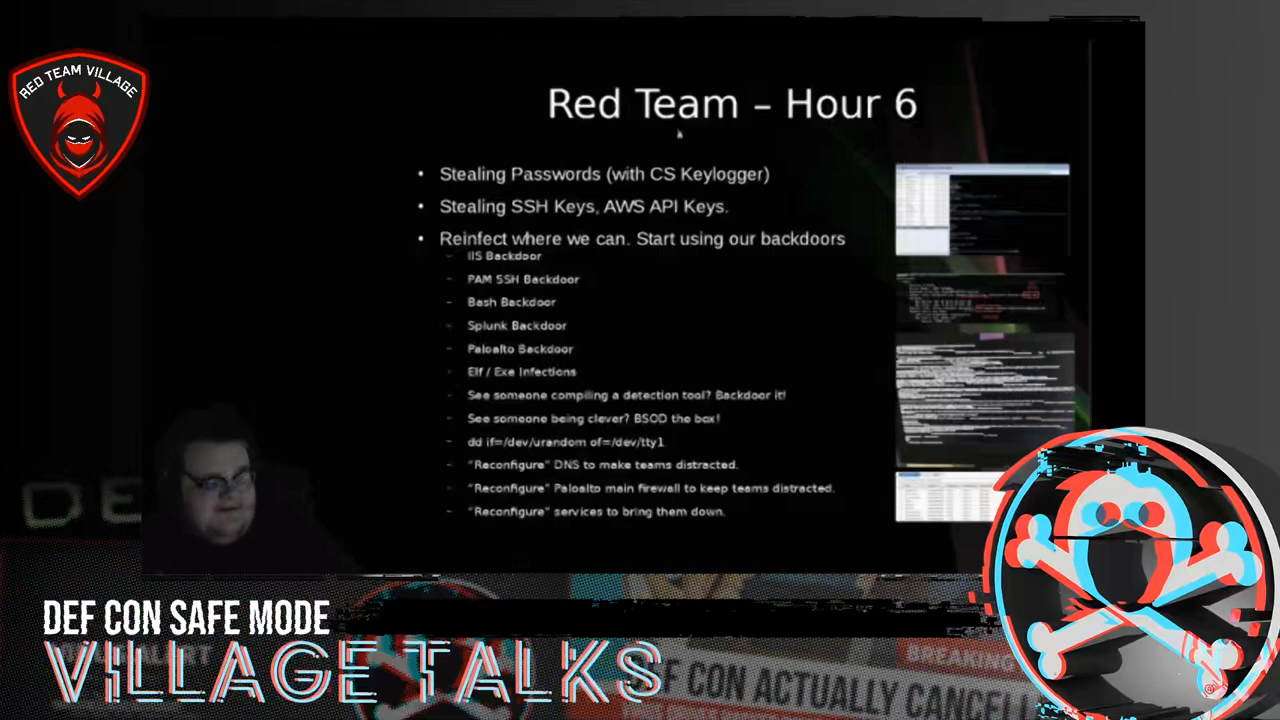 RED TEAM VILLAGE
Red Team – Hour 6
• Stealing Passwords (with CS Keylogger)
• Stealing SSH Keys, AWS API Keys.
• Reinfect where we can. Start using our backdoors
– IIS Backdoor
– PAM SSH Backdoor
– Bash Backdoor
– Splunk Backdoor
– Paloalto Backdoor
– Elf / Exe Infections
– See someone compiling a detection tool? Backdoor it!
– See someone being clever? BSOD the box!
– dd if=/dev/urandom of=/dev/tty1
– “Reconfigure” DNS to make teams distracted.
– “Reconfigure” Paloalto main firewall to keep teams distracted.
– “Reconfigure” services to bring them down.
DE
DEF CON SAFE MODE
VILLAGE TALKS
BREAKING
DEF CON ACTUALLY CANCELL